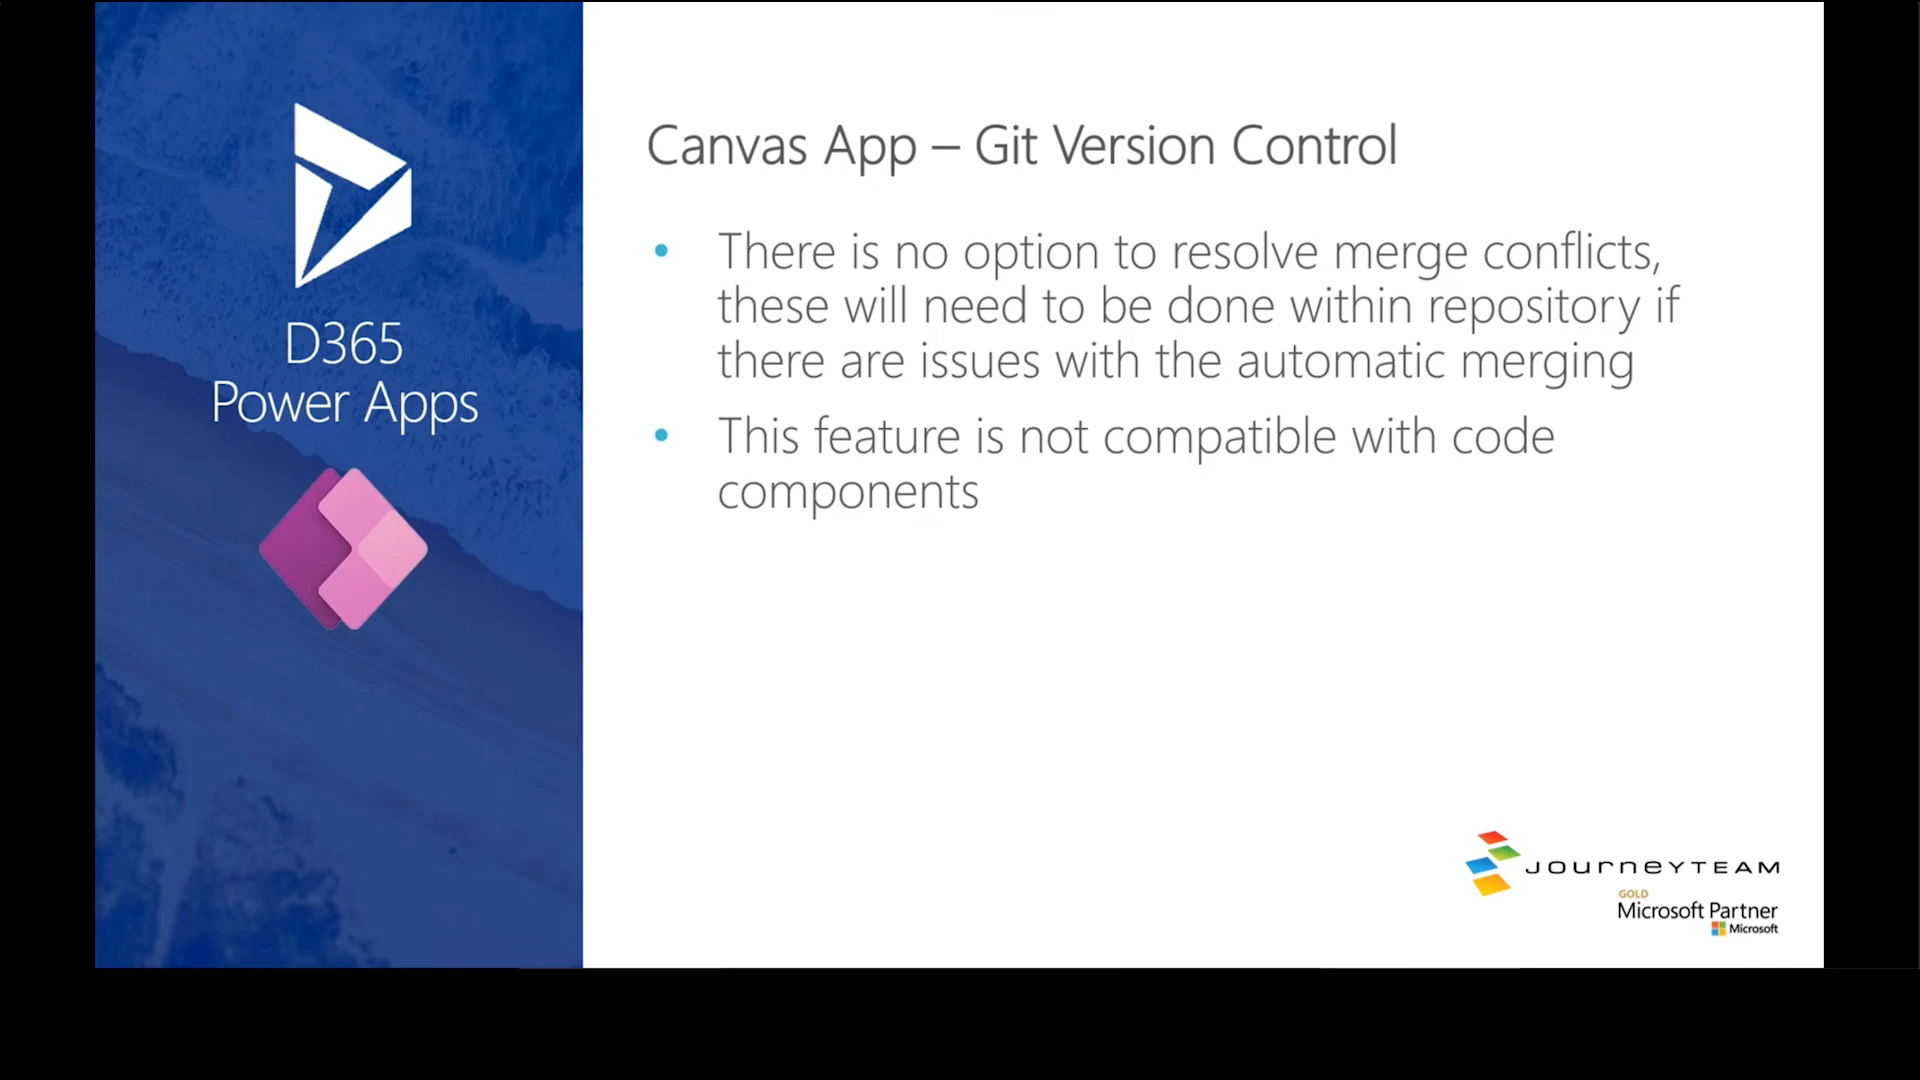 D365
Power Apps
Canvas App – Git Version Control
• There is no option to resolve merge conflicts,
these will need to be done within repository if
there are issues with the automatic merging
• This feature is not compatible with code
components
JOURNEYTEAM
GOLD
Microsoft Partner
Microsoft